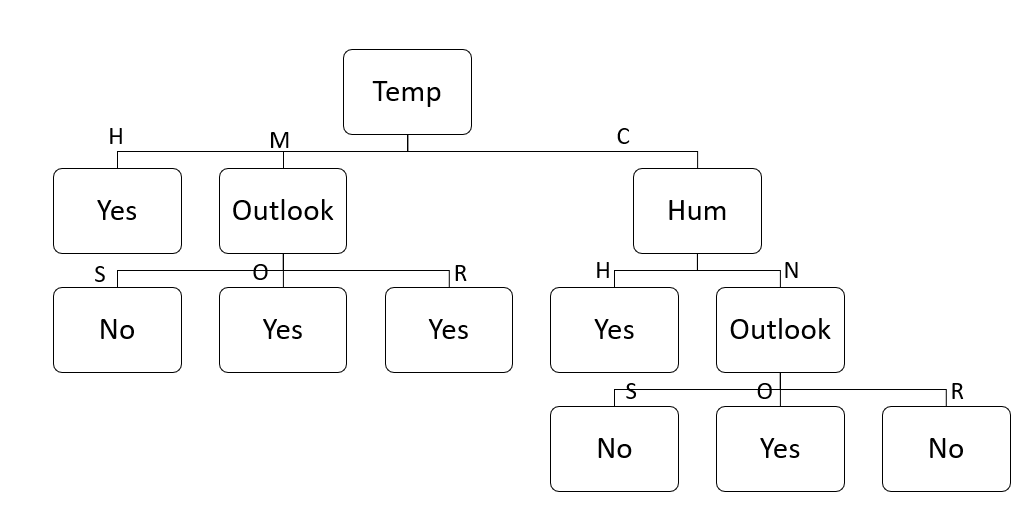 Temp
H M C
Yes Outlook Hum
S O R H N
No Yes Yes Yes Outlook
S O R
No Yes No